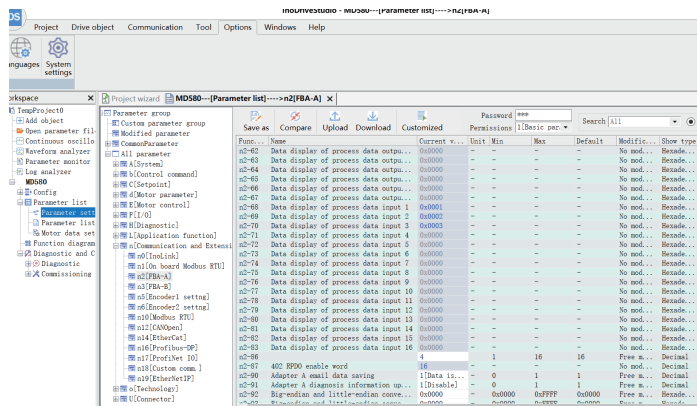 InoDriveStudio - MD580---[Parameter list]---->n2[FBA-A]
Project Drive object Communication Tool Options Windows Help
System settings
Project wizard MD580---[Parameter list]---->n2[FBA-A] X
TempProject0
Add object
Open parameter fil
Continuous oscillo
Waveform analyzer
Parameter monitor
Log analyzer
MD580
Config
Parameter List
Parameter sett
Parameter list
Motor data set
Function diagram
Diagnostic and C
Diagnostic
Commissioning
Parameter group
Custom parameter group
Modified parameter
CommonParameter
All parameter
A[System]
b[Control command]
C[Setpoint]
d[Motor parameter]
E[Motor control]
F[I/O]
H[Diagnostic]
L[Application function]
n[Communication and Extensi
n0[InoLink]
n1[On board Modbus RTU]
n2[FBA-A]
n3[FBA-B]
n5[Encoder1 settng]
n6[Encoder2 settng]
n10[Modbus RTU]
n12[CANOpen]
n14[EtherCat]
n16[Profibus-DP]
n17[ProfiNet IO]
n18[Custom comm.]
n19[EtherNetIP]
o[Technology]
U[Connector]
Save as Compare Upload Download Customized
Password ***
Permissions 1[Basic par.
Search All
Func... Name Current v... Unit Min Max Default Modific... Show type
n2-62 Data display of process data outpu... 0x0000 - - - - No mod... Hexade...
n2-63 Data display of process data outpu... 0x0000 - - - - No mod... Hexade...
n2-64 Data display of process data outpu... 0x0000 - - - - No mod... Hexade...
n2-65 Data display of process data outpu... 0x0000 - - - - No mod... Hexade...
n2-66 Data display of process data outpu... 0x0000 - - - - No mod... Hexade...
n2-67 Data display of process data outpu... 0x0000 - - - - No mod... Hexade...
n2-68 Data display of process data input 1 0x0001 - - - - No mod... Hexade...
n2-69 Data display of process data input 2 0x0002 - - - - No mod... Hexade...
n2-70 Data display of process data input 3 0x0003 - - - - No mod... Hexade...
n2-71 Data display of process data input 4 0x0000 - - - - No mod... Hexade...
n2-72 Data display of process data input 5 0x0000 - - - - No mod... Hexade...
n2-73 Data display of process data input 6 0x0000 - - - - No mod... Hexade...
n2-74 Data display of process data input 7 0x0000 - - - - No mod... Hexade...
n2-75 Data display of process data input 8 0x0000 - - - - No mod... Hexade...
n2-76 Data display of process data input 9 0x0000 - - - - No mod... Hexade...
n2-77 Data display of process data input 10 0x0000 - - - - No mod... Hexade...
n2-78 Data display of process data input 11 0x0000 - - - - No mod... Hexade...
n2-79 Data display of process data input 12 0x0000 - - - - No mod... Hexade...
n2-80 Data display of process data input 13 0x0000 - - - - No mod... Hexade...
n2-81 Data display of process data input 14 0x0000 - - - - No mod... Hexade...
n2-82 Data display of process data input 15 0x0000 - - - - No mod... Hexade...
n2-83 Data display of process data input 16 0x0000 - - - - No mod... Hexade...
n2-86 4 1 16 16 Free m... Decimal
n2-87 402 RPDO enable word 16 - - - - No mod... Decimal
n2-90 Adapter A email data saving 1[Data is... - 0 1 1 Free m... Decimal
n2-91 Adapter A diagnosis information up... 1[Disable] - 0 1 1 Free m... Decimal
n2-92 Big-endian and little-endian conve... 0x0000 - 0x0000 0xFFFF 0x0000 Free m... Hexade...